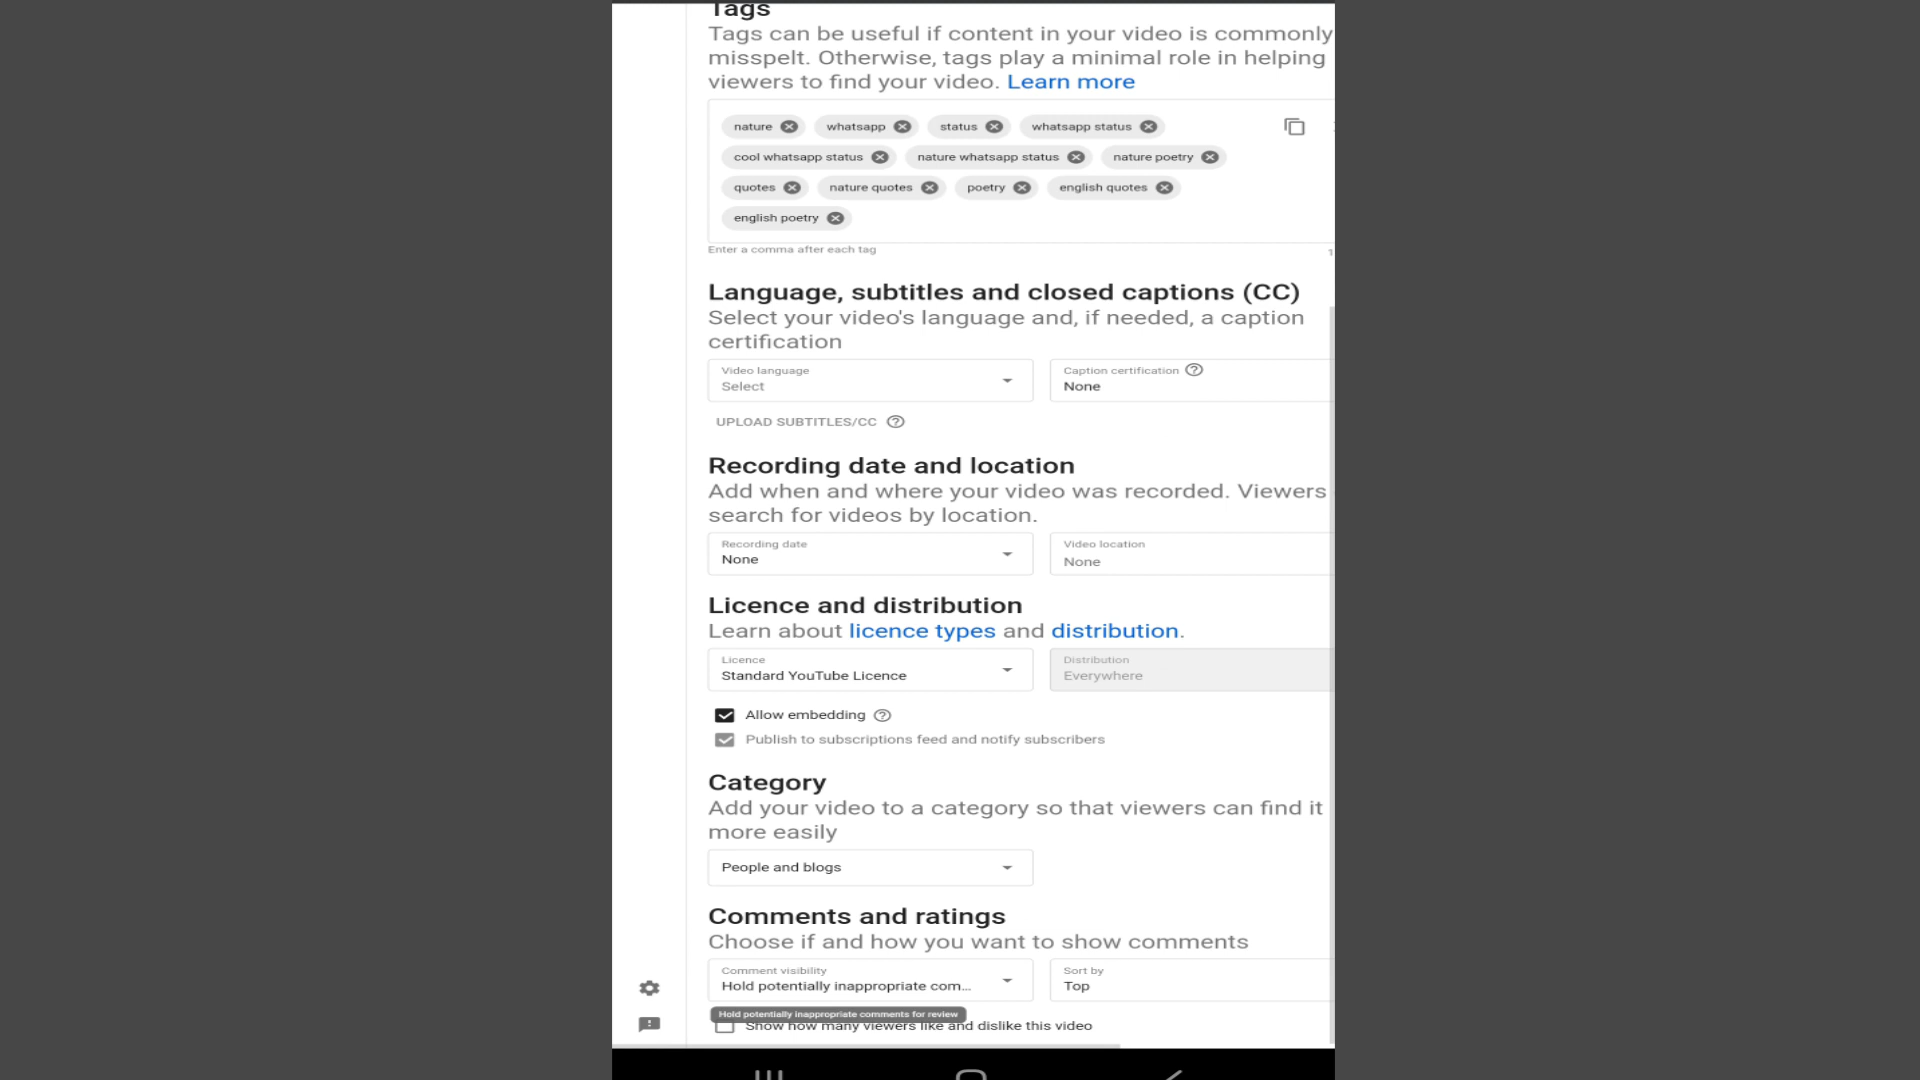 Tags
Tags can be useful if content in your video is commonly
misspelt. Otherwise, tags play a minimal role in helping
viewers to find your video. Learn more
nature whatsapp status whatsapp status
cool whatsapp status nature whatsapp status nature poetry
quotes nature quotes poetry english quotes
english poetry
Enter a comma after each tag
Language, subtitles and closed captions (CC)
Select your video's language and, if needed, a caption
certification
Video language
Select
Caption certification
None
UPLOAD SUBTITLES/CC
Recording date and location
Add when and where your video was recorded. Viewers
search for videos by location.
Recording date
None
Video location
None
Licence and distribution
Learn about licence types and distribution.
Licence
Standard YouTube Licence
Distribution
Everywhere
Allow embedding
Publish to subscriptions feed and notify subscribers
Category
Add your video to a category so that viewers can find it
more easily
People and blogs
Comments and ratings
Choose if and how you want to show comments
Comment visibility
Hold potentially inappropriate com...
Sort by
Top
Hold potentially inappropriate comments for review
Show how many viewers like and dislike this video